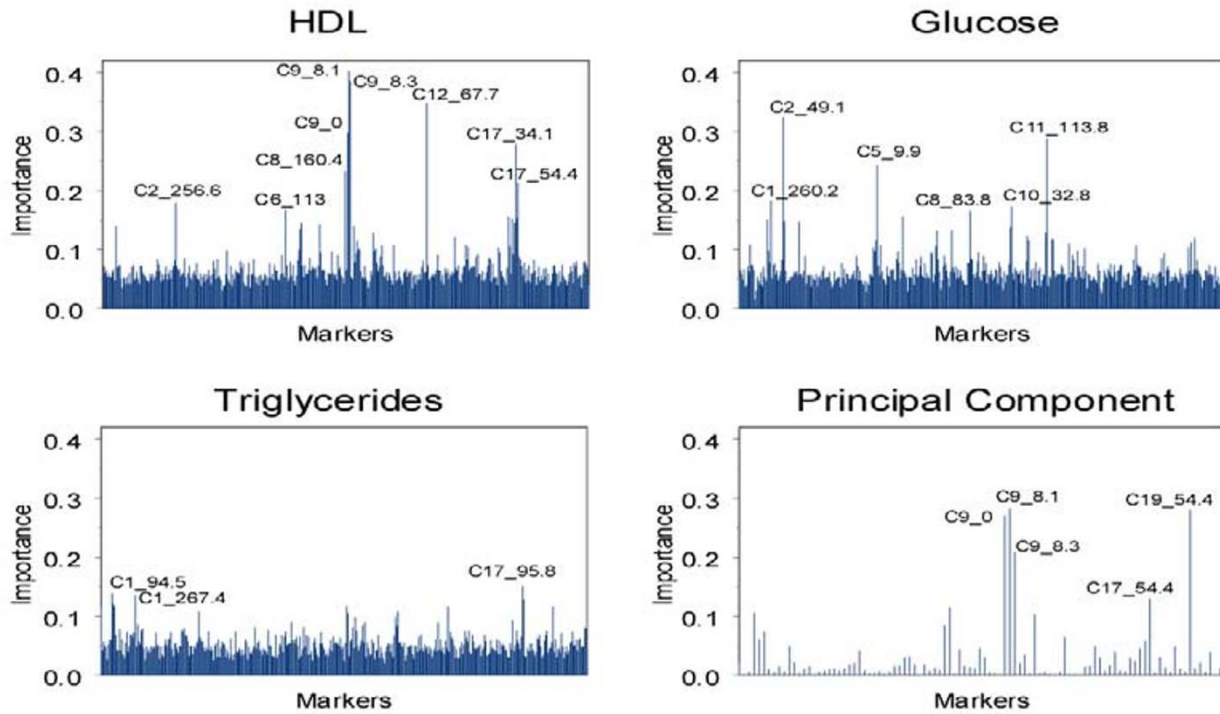 HDL
0.4
0.3
0.2
0.1
0.0
Importance
C9_8.1
C9_8.3
C12_67.7
C9_0
C17_34.1
C8_160.4
C17_54.4
C2_256.6
C6_113
Markers
Glucose
0.4
0.3
0.2
0.1
0.0
Importance
C2_49.1
C11_113.8
C5_9.9
C1_260.2
C8_83.8
C10_32.8
Markers
Triglycerides
0.4
0.3
0.2
0.1
0.0
Importance
C17_95.8
C1_94.5
C1_267.4
Markers
Principal Component
0.4
0.3
0.2
0.1
0.0
Importance
C9_8.1
C19_54.4
C9_0
C9_8.3
C17_54.4
Markers